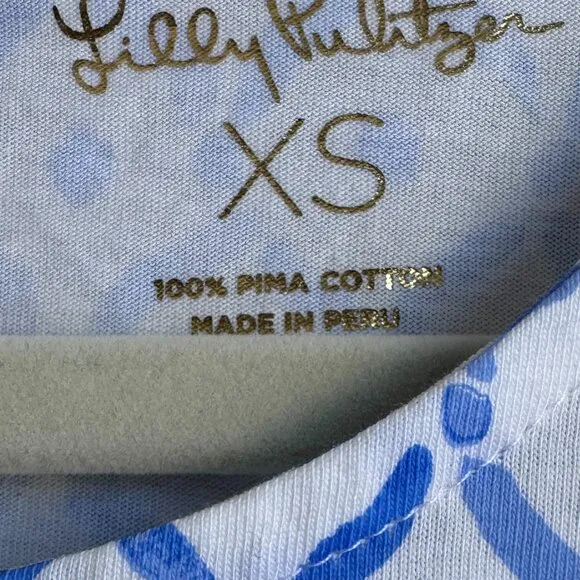 Lilly Pulitzer
XS
100% PIMA COTTON
MADE IN PERU